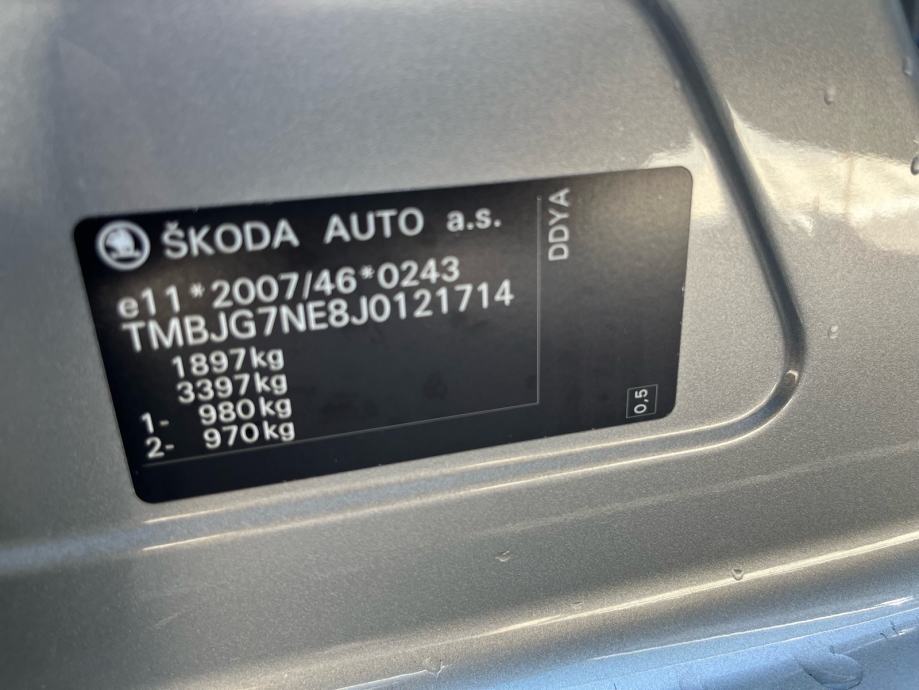 ŠKODA AUTO a.s.
e11*2007/46*0243
TMBJG7NE8J0121714
1897kg
3397kg
1- 980kg
2- 970kg
DDYA
0,5